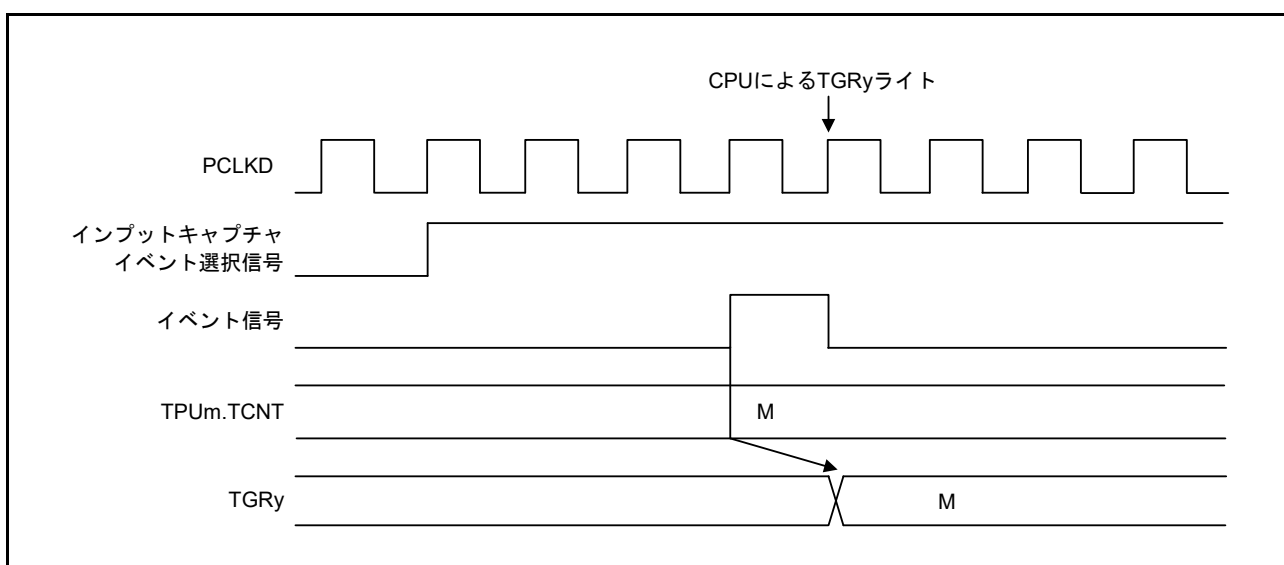 CPUによるTGRyライト
PCLKD
インプットキャプチャ
イベント選択信号
イベント信号
TPUm.TCNT
M
TGRy
M